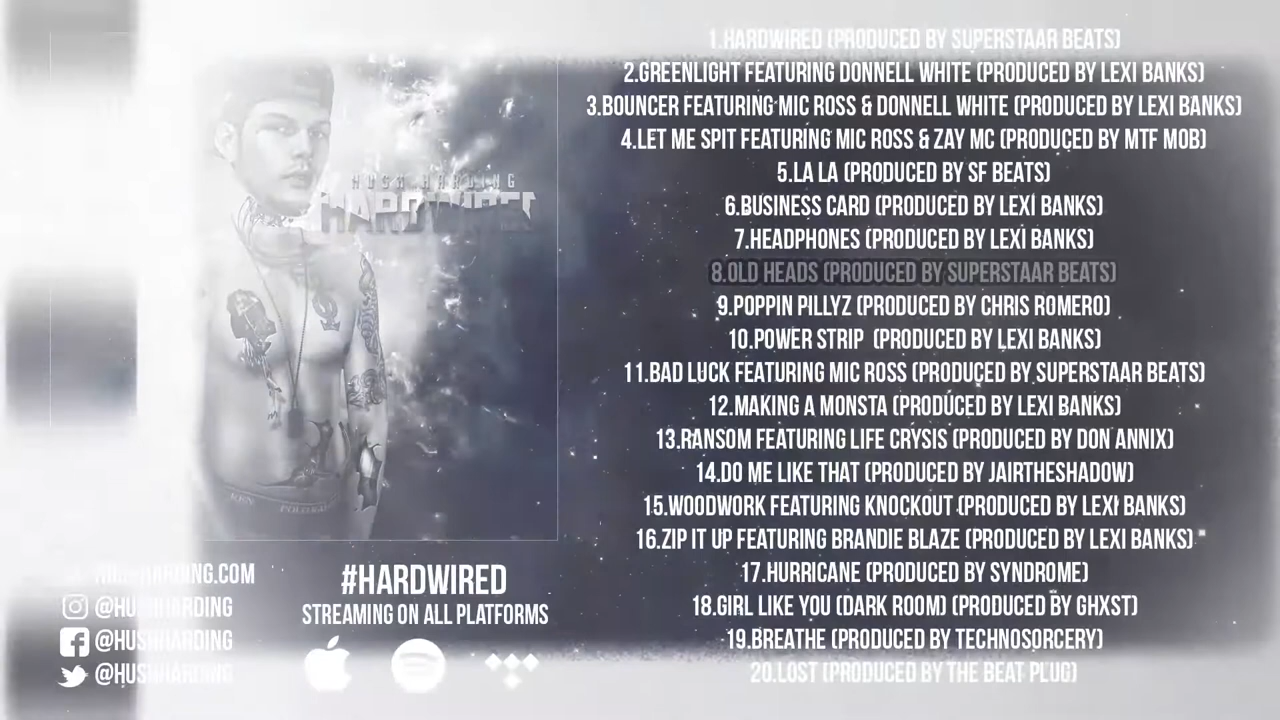 HUSH HARDING
HARDWIRED
1.HARDWIRED (PRODUCED BY SUPERSTAAR BEATS)
2.GREENLIGHT FEATURING DONNELL WHITE (PRODUCED BY LEXI BANKS)
3.BOUNCER FEATURING MIC ROSS & DONNELL WHITE (PRODUCED BY LEXI BANKS)
4.LET ME SPIT FEATURING MIC ROSS & ZAY MC (PRODUCED BY MTF MOB)
5.LA LA (PRODUCED BY SF BEATS)
6.BUSINESS CARD (PRODUCED BY LEXI BANKS)
7.HEADPHONES (PRODUCED BY LEXI BANKS)
8.OLD HEADS (PRODUCED BY SUPERSTAAR BEATS)
9.POPPIN PILLYZ (PRODUCED BY CHRIS ROMERO)
10.POWER STRIP (PRODUCED BY LEXI BANKS)
11.BAD LUCK FEATURING MIC ROSS (PRODUCED BY SUPERSTAAR BEATS)
12.MAKING A MONSTA (PRODUCED BY LEXI BANKS)
13.RANSOM FEATURING LIFE CRYSIS (PRODUCED BY DON ANNIX)
14.DO ME LIKE THAT (PRODUCED BY JAIRTHESHADOW)
15.WOODWORK FEATURING KNOCKOUT (PRODUCED BY LEXI BANKS)
16.ZIP IT UP FEATURING BRANDIE BLAZE (PRODUCED BY LEXI BANKS)
17.HURRICANE (PRODUCED BY SYNDROME)
18.GIRL LIKE YOU (DARK ROOM) (PRODUCED BY GHXST)
19.BREATHE (PRODUCED BY TECHNOSORCERY)
20.LOST (PRODUCED BY THE BEAT PLUG)
#HARDWIRED
STREAMING ON ALL PLATFORMS
@HUSHHARDING
@HUSHHARDING
@HUSHHARDING